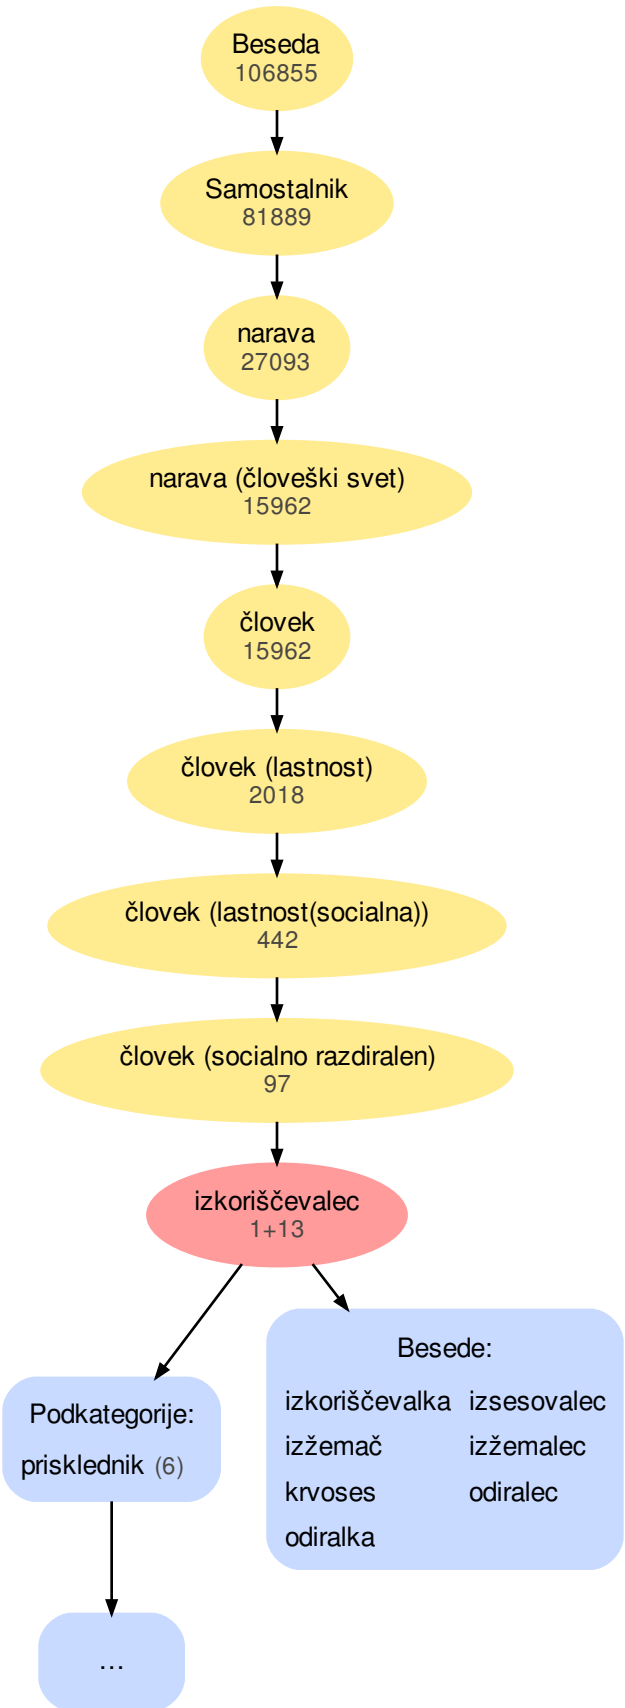 Beseda
106855
Samostalnik
81889
narava
27093
narava (človeški svet)
15962
človek
15962
človek (lastnost)
2018
človek (lastnost(socialna))
442
človek (socialno razdiralen)
97
izkoriščevalec
1+13
Besede:
izkoriščevalka izsesovalec
izžemač izžemalec
krvoses odiralec
odiralka
Podkategorije:
prisklednik (6)
...